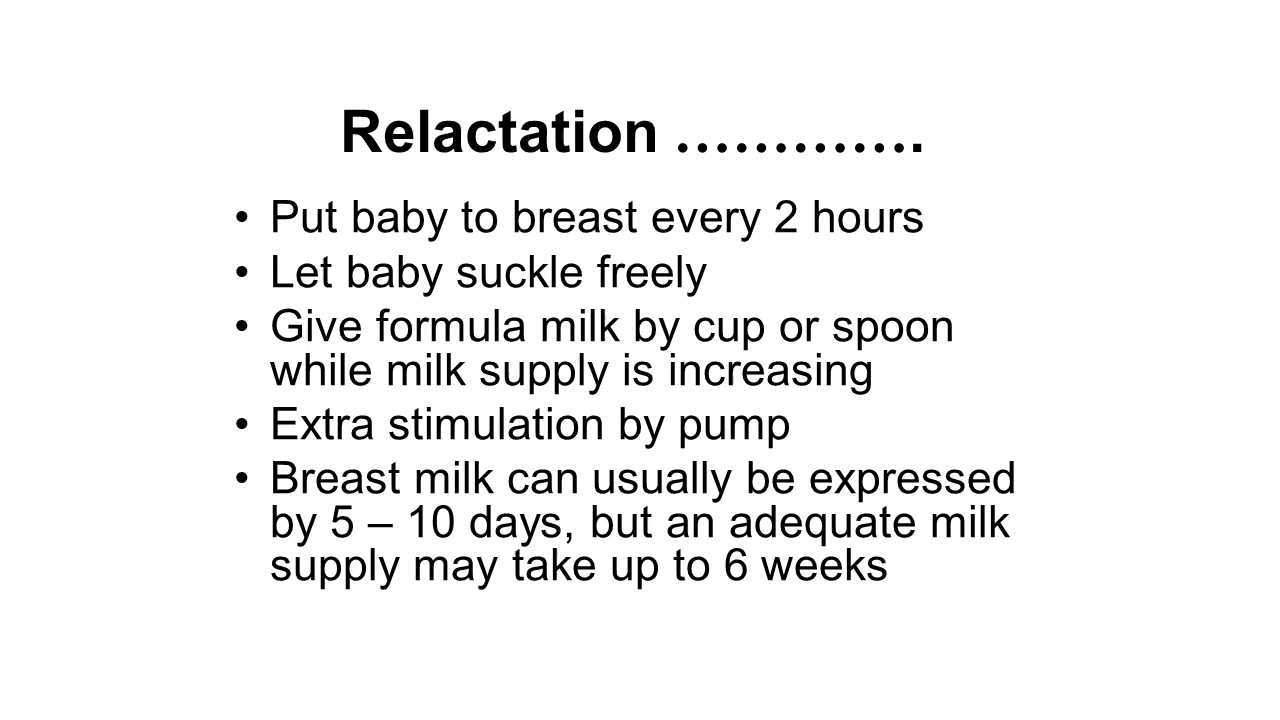 Relactation ………….
• Put baby to breast every 2 hours
• Let baby suckle freely
• Give formula milk by cup or spoon
while milk supply is increasing
• Extra stimulation by pump
• Breast milk can usually be expressed
by 5 – 10 days, but an adequate milk
supply may take up to 6 weeks